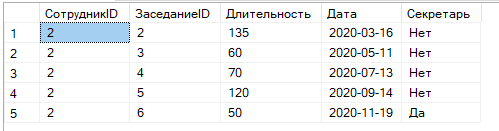 СотрудникID ЗаседаниеID Длительность Дата Секретарь
1 2 2 135 2020-03-16 Нет
2 2 3 60 2020-05-11 Нет
3 2 4 70 2020-07-13 Нет
4 2 5 120 2020-09-14 Нет
5 2 6 50 2020-11-19 Да